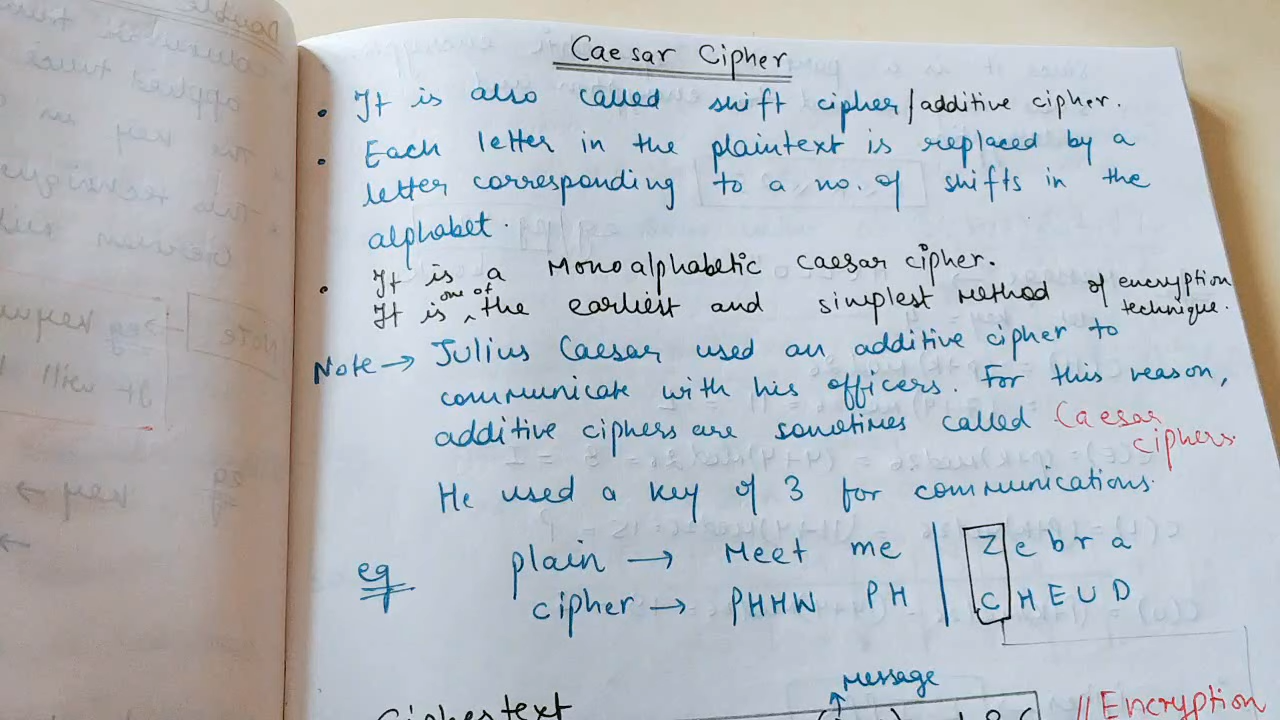 Caesar Cipher
• It is also called shift cipher/additive cipher.
• Each letter in the plaintext is replaced by a
letter corresponding to a no. of shifts in the
alphabet.
• It is a Monoalphabetic caesar cipher.
It is one of the earliest and simplest method of encryption technique.
Note → Julius Caesar used an additive cipher to
communicate with his officers. For this reason,
additive ciphers are sometimes called Caesar
ciphers.
He used a key of 3 for communications.
eg plain → Meet me | Zebra
cipher → PHHW PH | CHEUD
message
Ciphertext
// Encryption